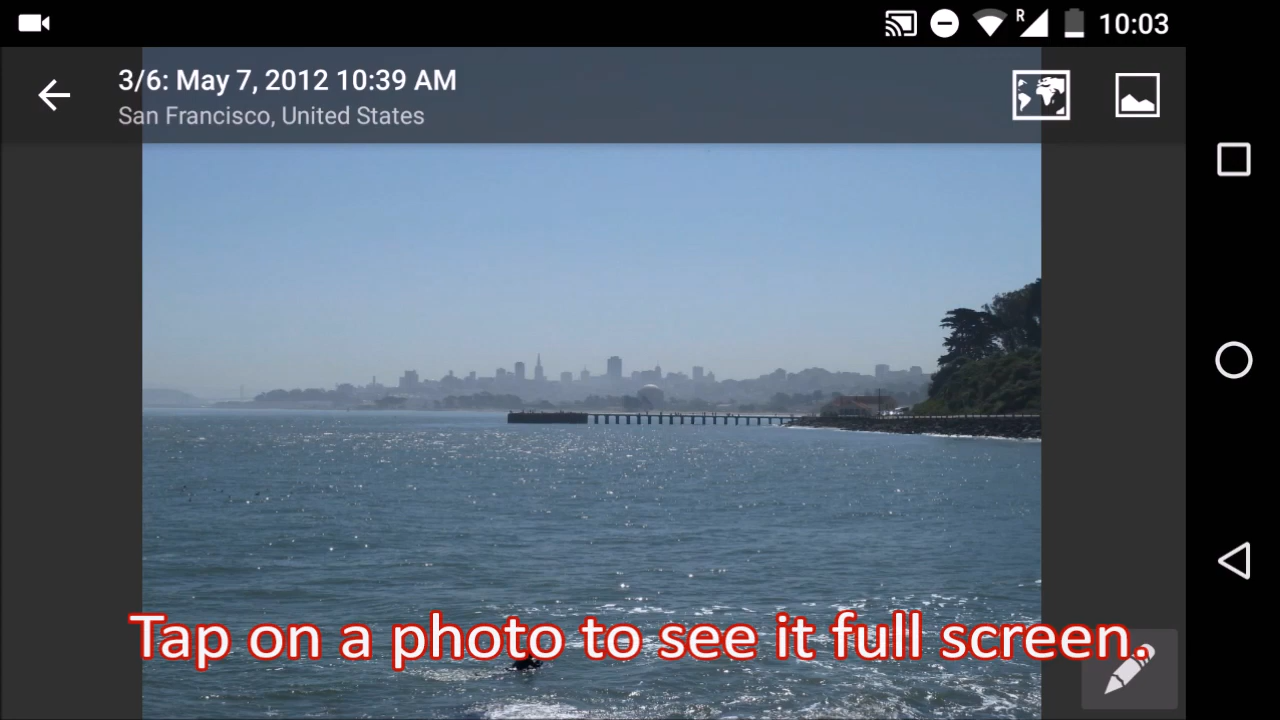 R
10:03
3/6: May 7, 2012 10:39 AM
San Francisco, United States
Tap on a photo to see it full screen.